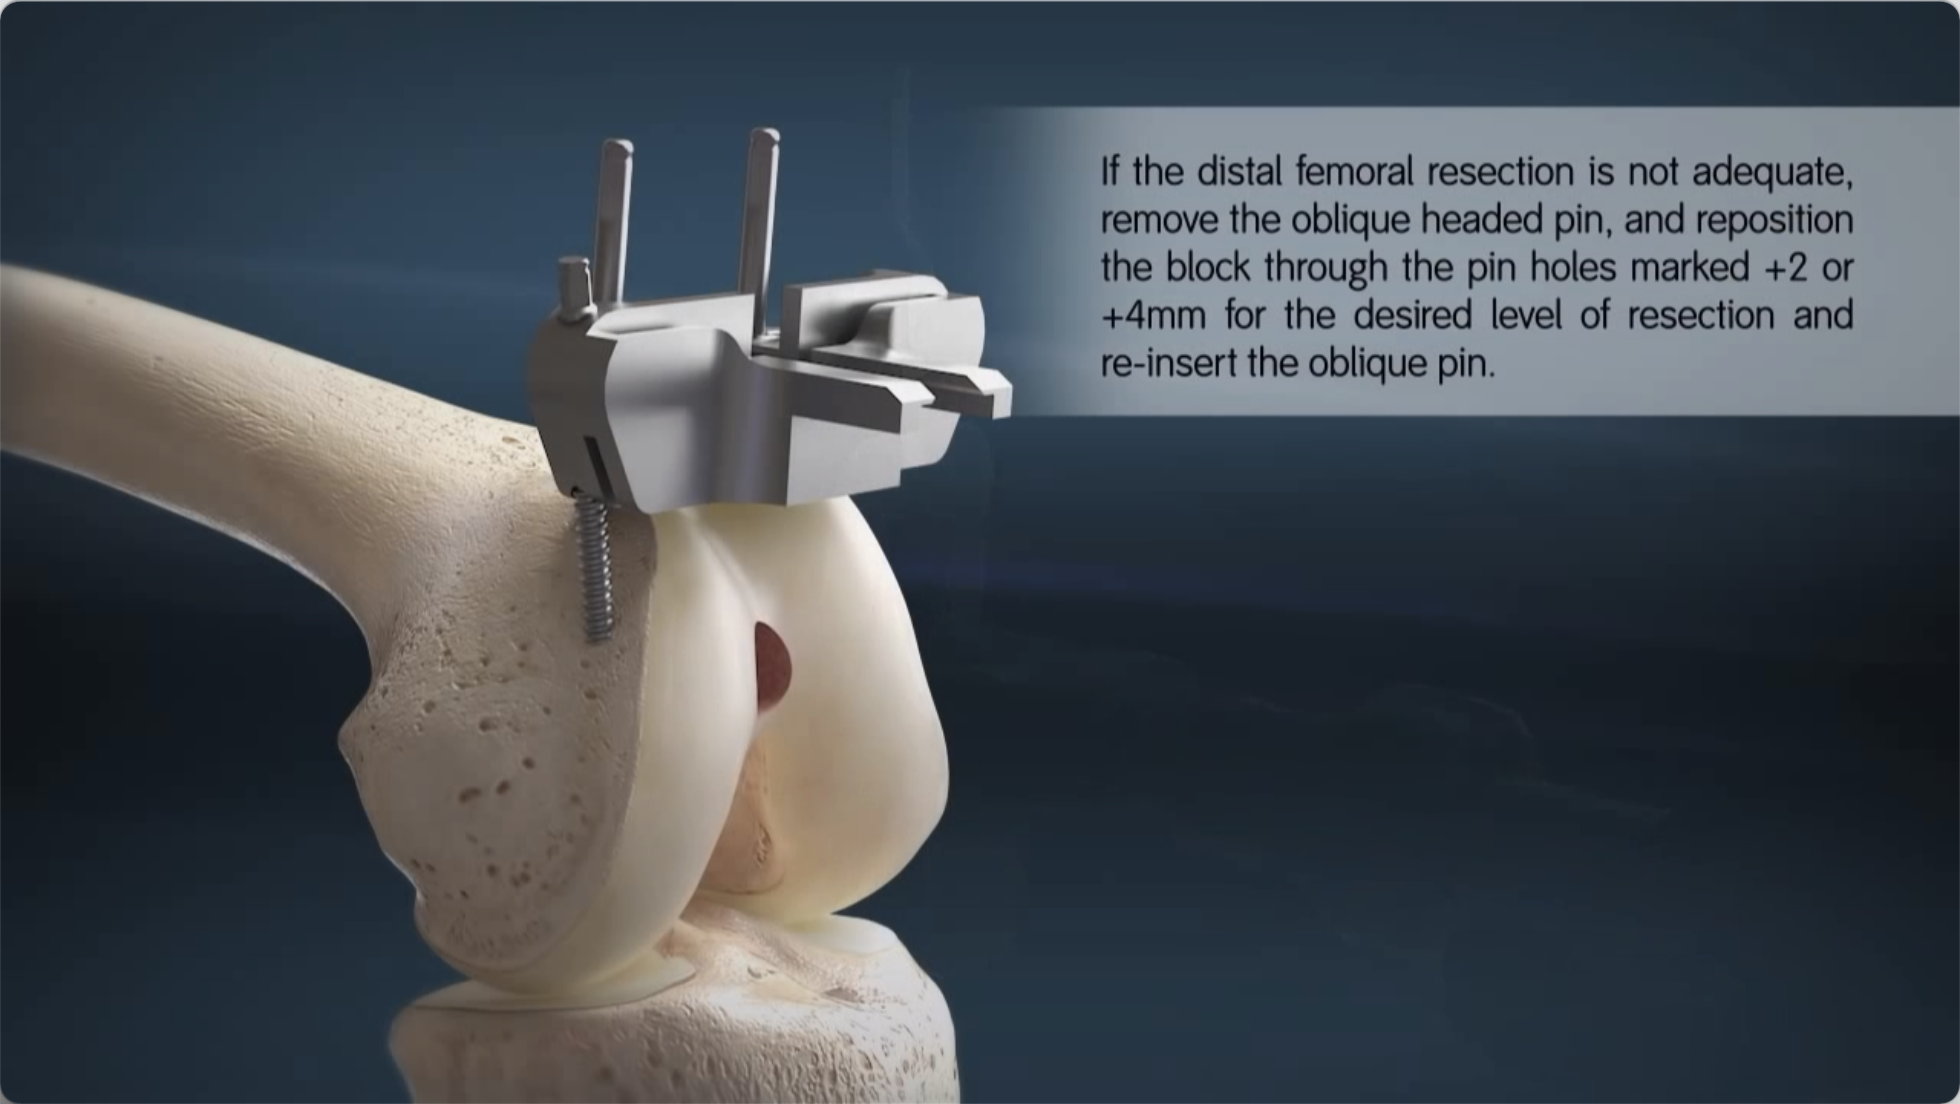 If the distal femoral resection is not adequate,
remove the oblique headed pin, and reposition
the block through the pin holes marked +2 or
+4mm for the desired level of resection and
re-insert the oblique pin.